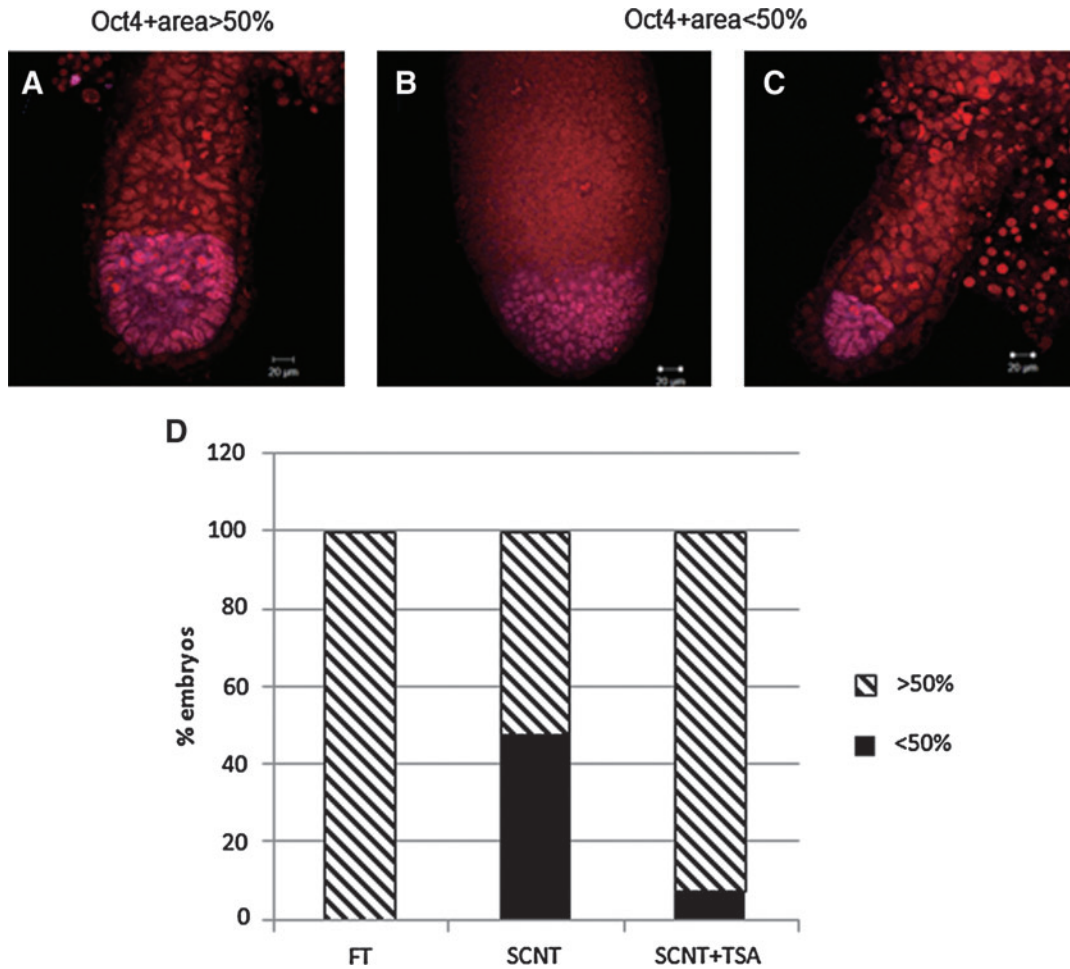 Oct4+area>50%
Oct4+area<50%
A
B
C
20 µm
20 µm
20 µm
D
120
100
80
60
40
20
0
% embryos
FT
SCNT
SCNT+TSA
>50%
<50%